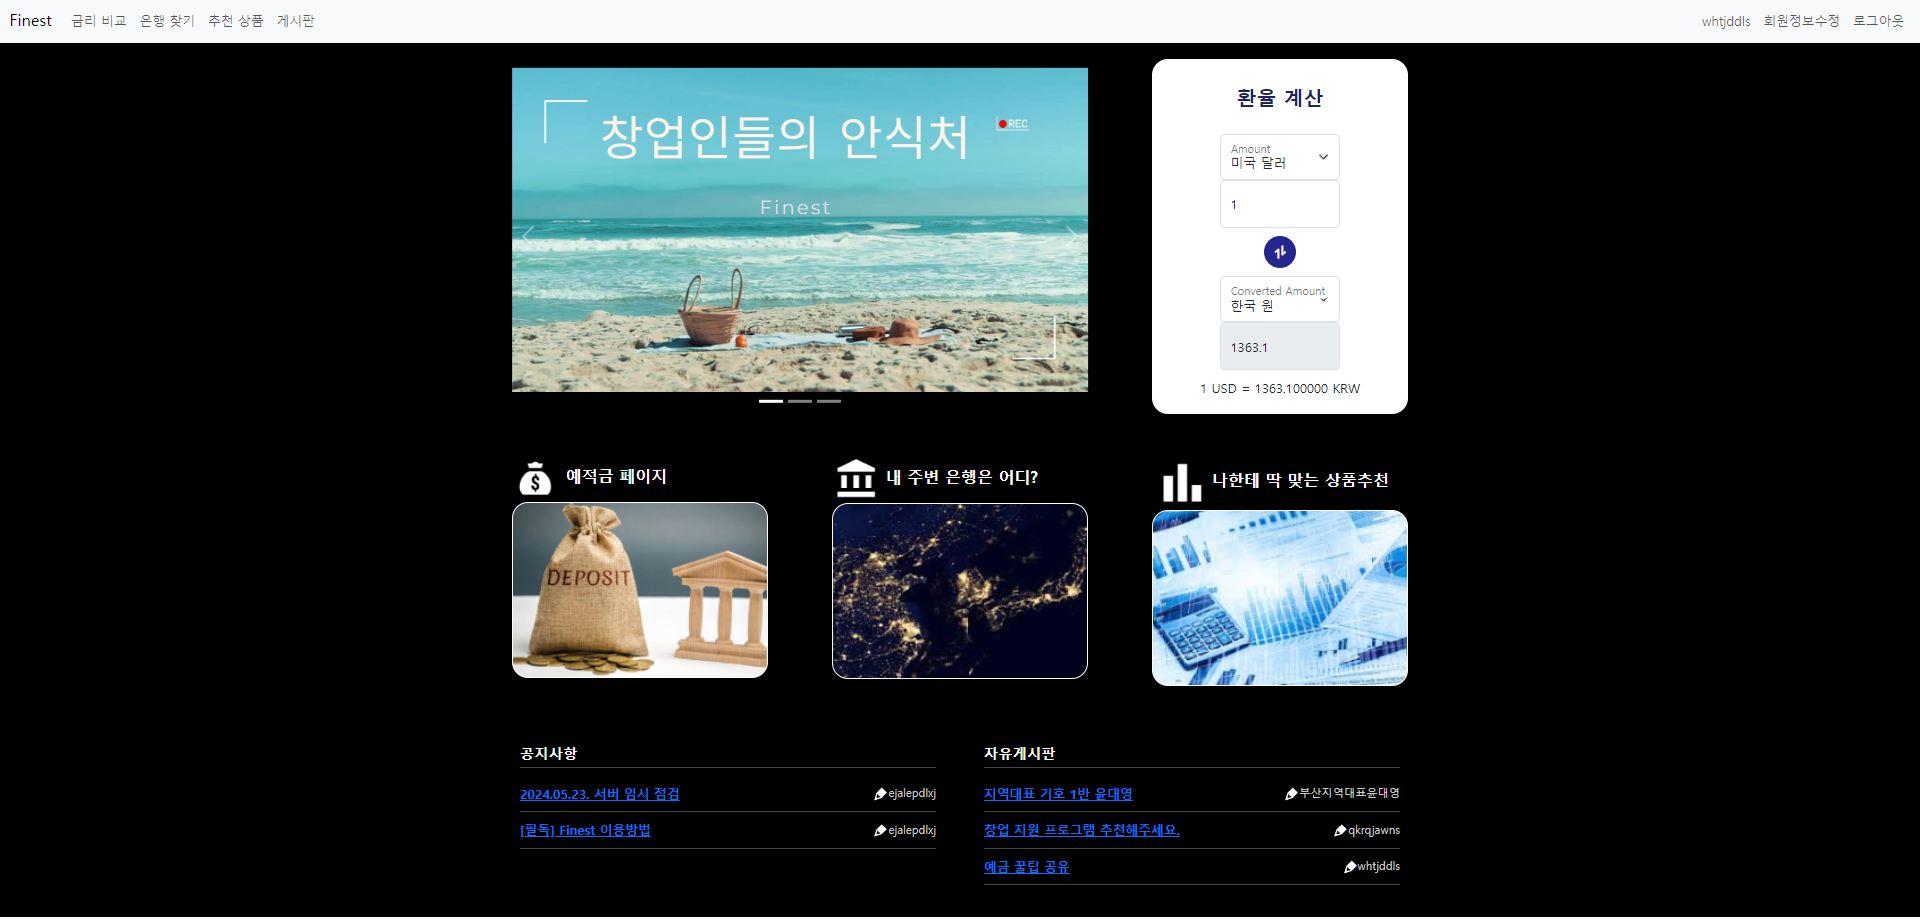 Finest 금리 비교 은행 찾기 추천 상품 게시판
whtjddls 회원정보수정 로그아웃
창업인들의 안식처
REC
Finest
환율 계산
Amount
미국 달러
1
Converted Amount
한국 원
1363.1
1 USD = 1363.100000 KRW
예적금 페이지
내 주변 은행은 어디?
나한테 딱 맞는 상품추천
DEPOSIT
공지사항
2024.05.23. 서버 임시 점검 ejalepdlxj
[필독] Finest 이용방법 ejalepdlxj
자유게시판
지역대표 기호 1반 윤대영 부산지역대표윤대영
창업 지원 프로그램 추천해주세요. qkrqjawns
예금 꿀팁 공유 whtjddls